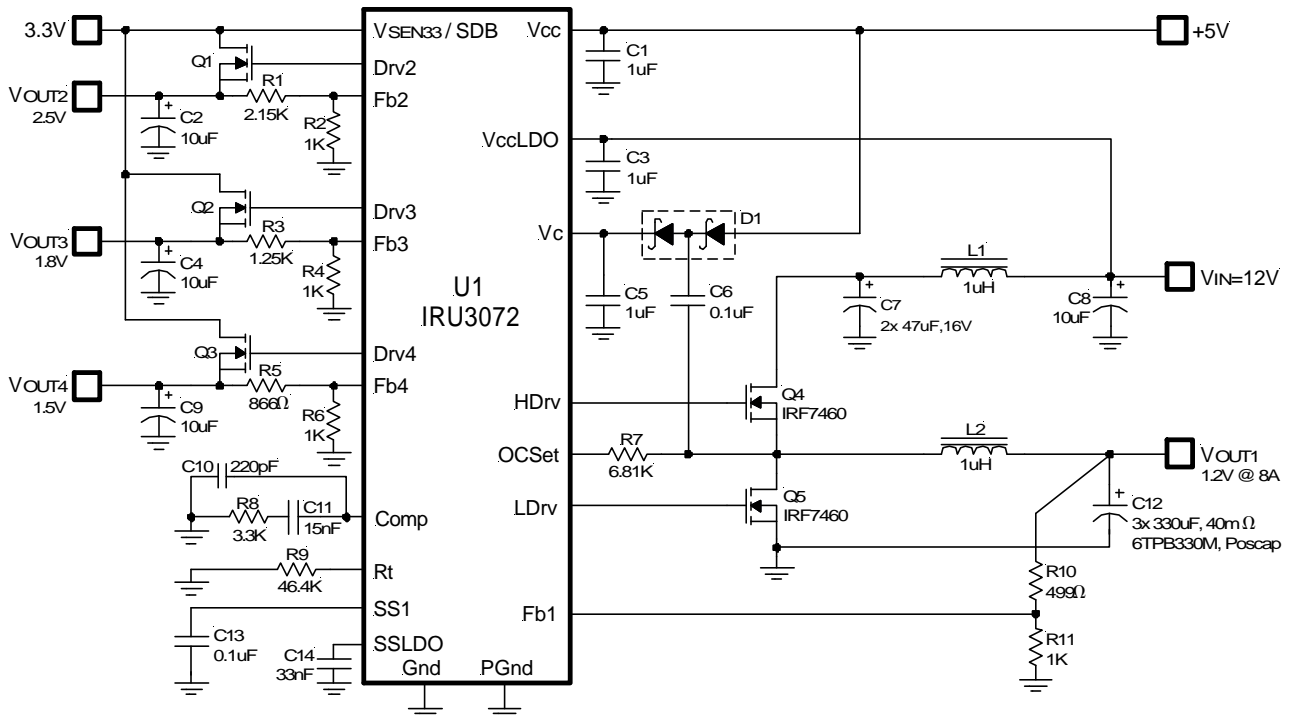 3.3V
VSEN33 / SDB
Vcc
+5V
Q1
Drv2
C1
1uF
VOUT2
2.5V
R1
2.15K
Fb2
C2
10uF
R2
1K
VccLDO
C3
1uF
Q2
Drv3
D1
VOUT3
1.8V
R3
1.25K
Fb3
Vc
C4
10uF
R4
1K
U1
IRU3072
C5
1uF
C6
0.1uF
L1
1uH
VIN=12V
C7
2x 47uF,16V
C8
10uF
Q3
Drv4
VOUT4
1.5V
R5
866Ω
Fb4
C9
10uF
R6
1K
HDrv
Q4
IRF7460
OCSet
R7
6.81K
L2
1uH
VOUT1
1.2V @ 8A
C10
220pF
R8
3.3K
C11
15nF
Comp
LDrv
Q5
IRF7460
C12
3x 330uF, 40mΩ
6TPB330M, Poscap
R9
46.4K
Rt
R10
499Ω
SS1
Fb1
C13
0.1uF
C14
33nF
SSLDO
R11
1K
Gnd
PGnd